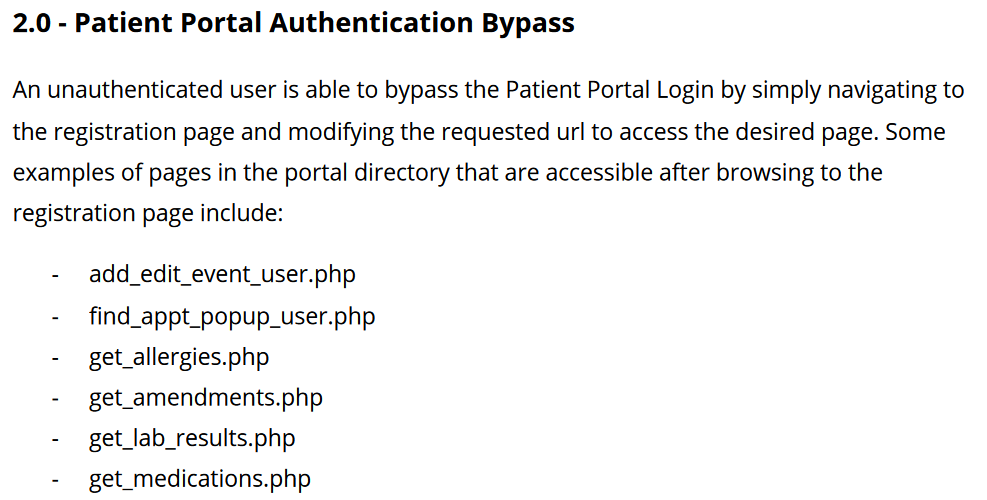 2.0 - Patient Portal Authentication Bypass
An unauthenticated user is able to bypass the Patient Portal Login by simply navigating to
the registration page and modifying the requested url to access the desired page. Some
examples of pages in the portal directory that are accessible after browsing to the
registration page include:
- add_edit_event_user.php
- find_appt_popup_user.php
- get_allergies.php
- get_amendments.php
- get_lab_results.php
- get_medications.php